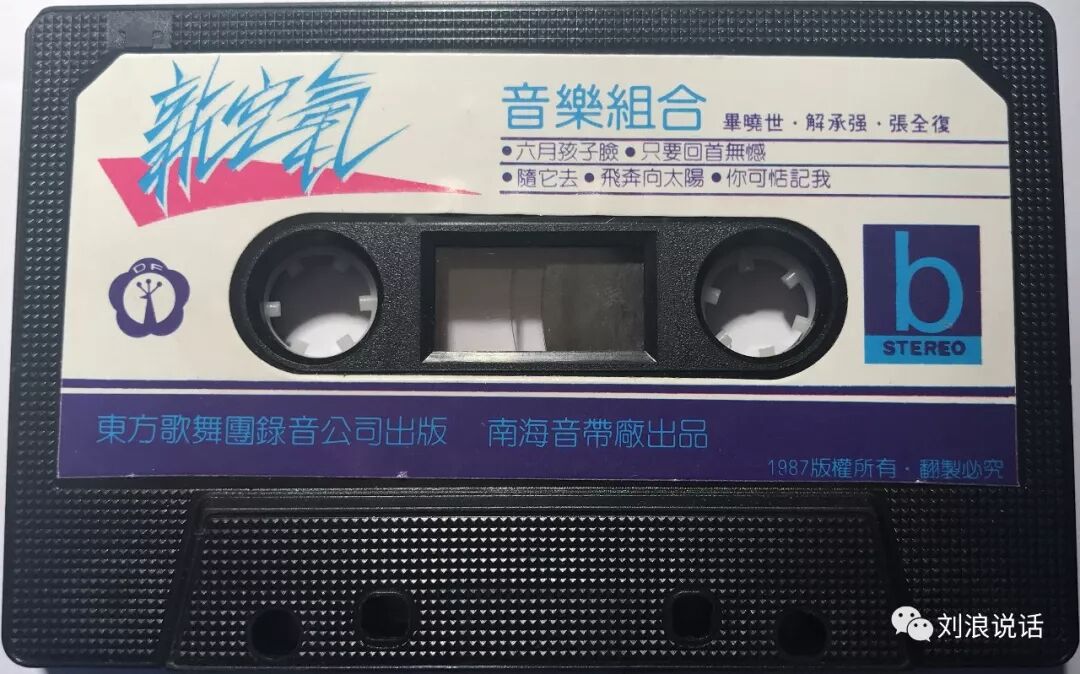 新空氣
音樂組合 畢曉世·解承强·張全復
•六月孩子臉•只要回首無憾
•隨它去•飛奔向太陽•你可惦記我
DF
b
STEREO
東方歌舞團錄音公司出版 南海音帶廠出品
1987版權所有·翻製必究
刘浪说话